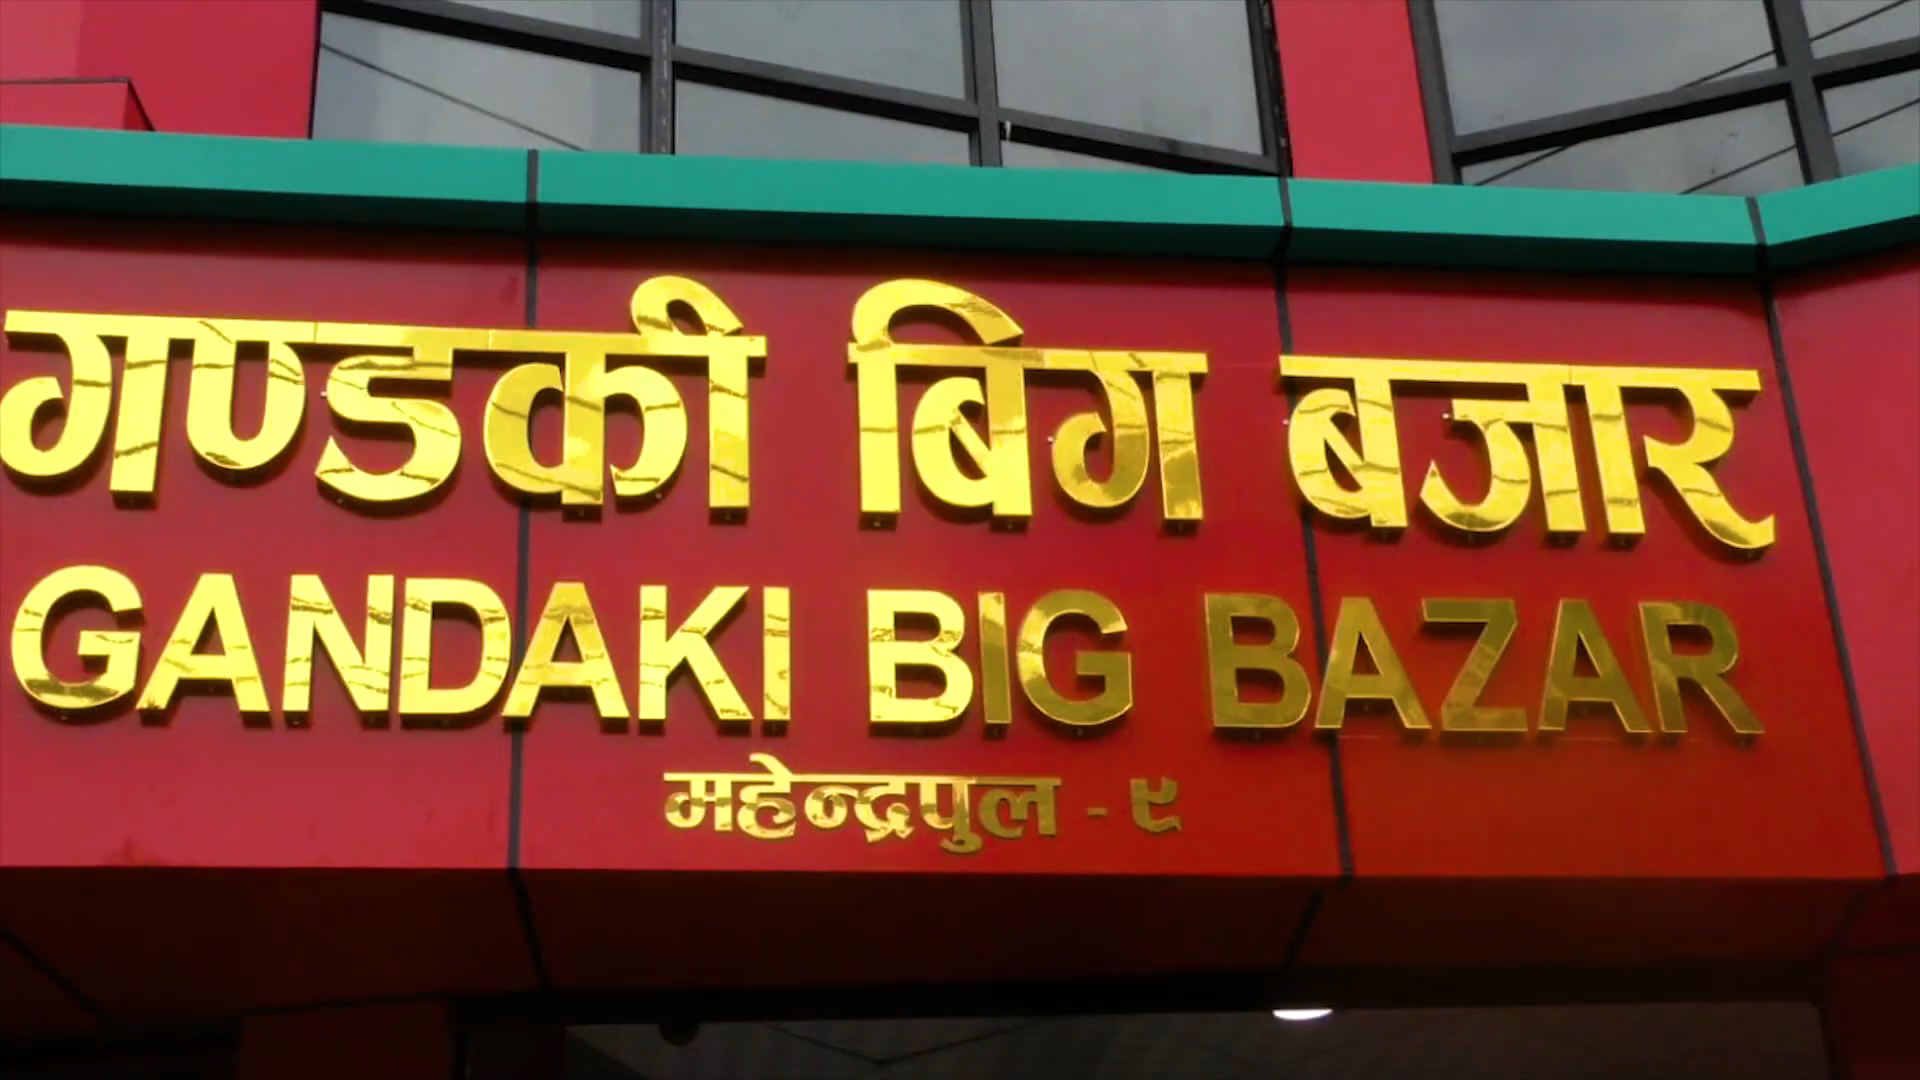 गण्डकी बिग बजार
GANDAKI BIG BAZAR
महेन्द्रपुल - ९